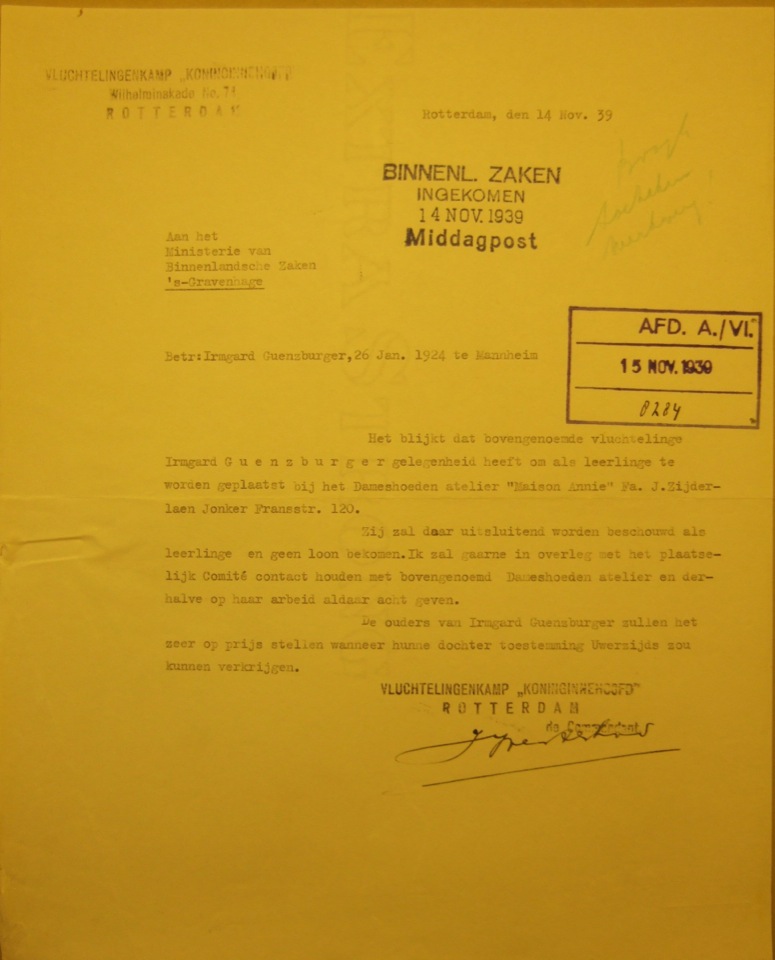 VLUCHTELINGENKAMP „KONINGINNEHOOFD"
Wilhelminakade No. 74
ROTTERDAM
Rotterdam, den 14 Nov. 39
BINNENL. ZAKEN
INGEKOMEN
14 NOV. 1939
Middagpost
Aan het
Ministerie van
Binnenlandsche Zaken
's-Gravenhage
AFD. A./VI.
15 NOV. 1939
8284
Betr:Irmgard Guenzburger,26 Jan. 1924 te Mannheim
Het blijkt dat bovengenoemde vluchtelinge
Irmgard G u e n z b u r g e r gelegenheid heeft om als leerlinge te
worden geplaatst bij het Dameshoeden atelier "Maison Annie" Fa. J.Zijder-
laen Jonker Fransstr. 120.
Zij zal daar uitsluitend worden beschouwd als
leerlinge en geen loon bekomen.Ik zal gaarne in overleg met het plaatse-
lijk Comité contact houden met bovengenoemd Dameshoeden atelier en der-
halve op haar arbeid aldaar acht geven.
De ouders van Irmgard Guenzburger zullen het
zeer op prijs stellen wanneer hunne dochter toestemming Uwerzijds zou
kunnen verkrijgen.
VLUCHTELINGENKAMP „KONINGINNEHOOFD"
ROTTERDAM
de Commandant